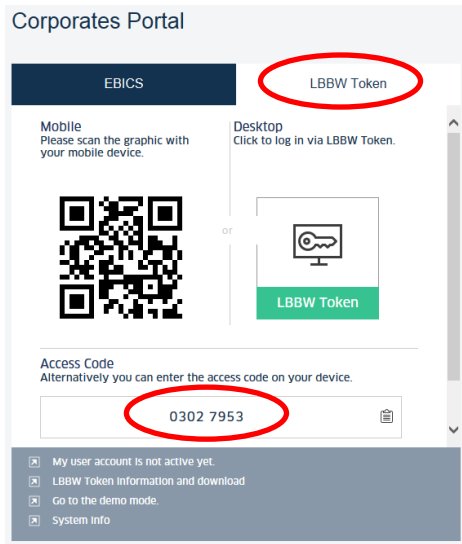 Corporates Portal
EBICS
LBBW Token
Mobile
Please scan the graphic with
your mobile device.
Desktop
Click to log in via LBBW Token.
or
LBBW Token
Access Code
Alternatively you can enter the access code on your device.
0302 7953
My user account is not active yet.
LBBW Token information and download
Go to the demo mode.
System info